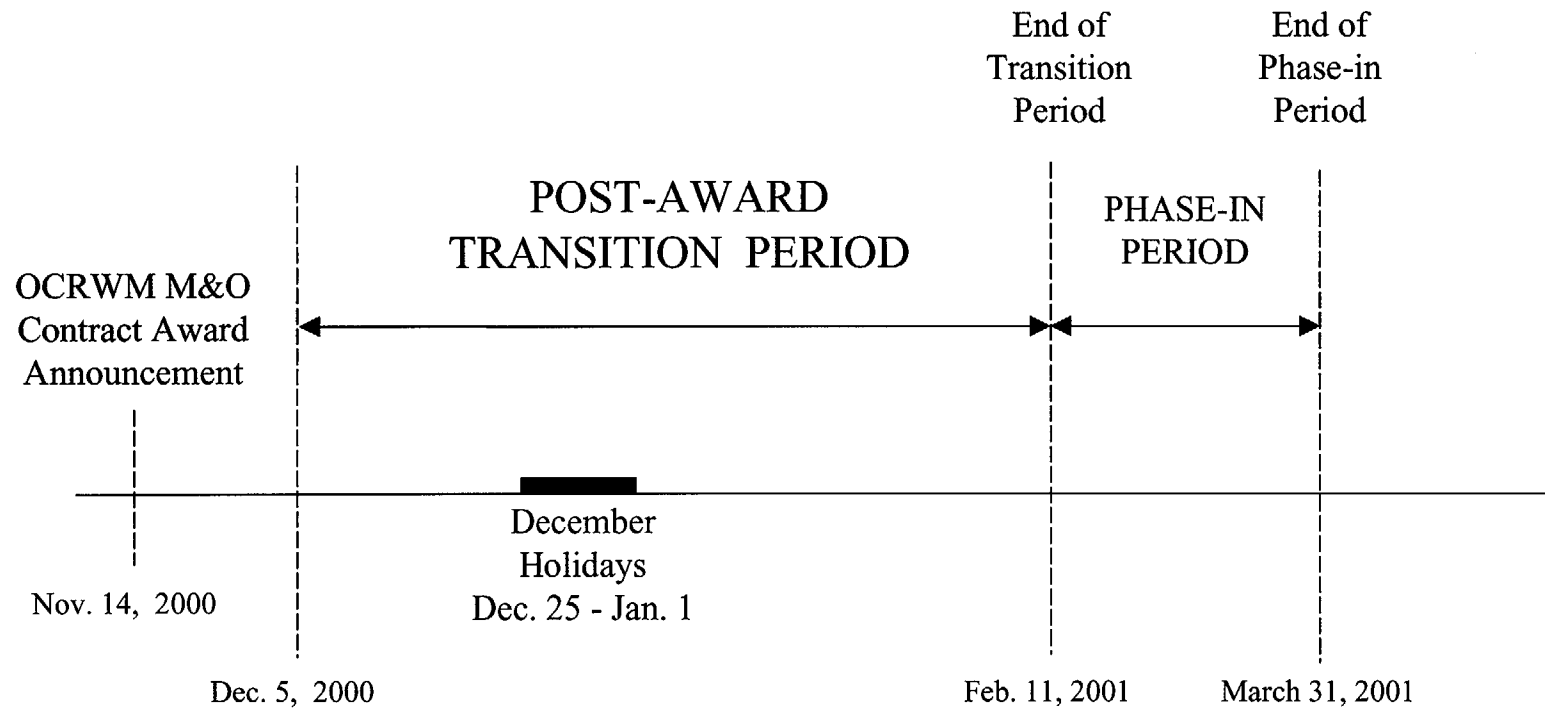 End of
Transition
Period
End of
Phase-in
Period
POST-AWARD
TRANSITION PERIOD
PHASE-IN
PERIOD
OCRWM M&O
Contract Award
Announcement
December
Holidays
Dec. 25 - Jan. 1
Nov. 14, 2000
Dec. 5, 2000
Feb. 11, 2001
March 31, 2001